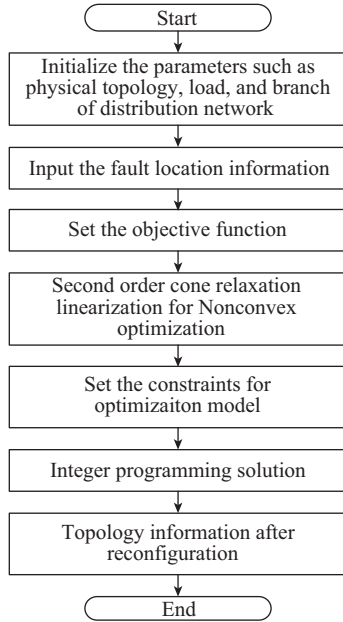 Start
Initialize the parameters such as
physical topology, load, and branch
of distribution network
Input the fault location information
Set the objective function
Second order cone relaxation
linearization for Nonconvex
optimization
Set the constraints for
optimizaiton model
Integer programming solution
Topology information after
reconfiguration
End